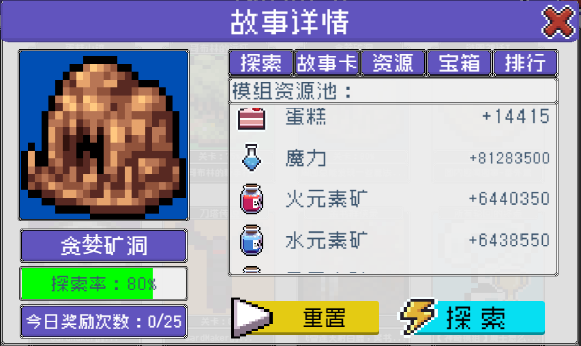 故事详情
探索 故事卡 资源 宝箱 排行
模组资源池：
蛋糕 +14415
魔力 +81283500
火元素矿 +6440350
水元素矿 +6438550
贪婪矿洞
探索率：80%
今日奖励次数：0/25
重置 探索